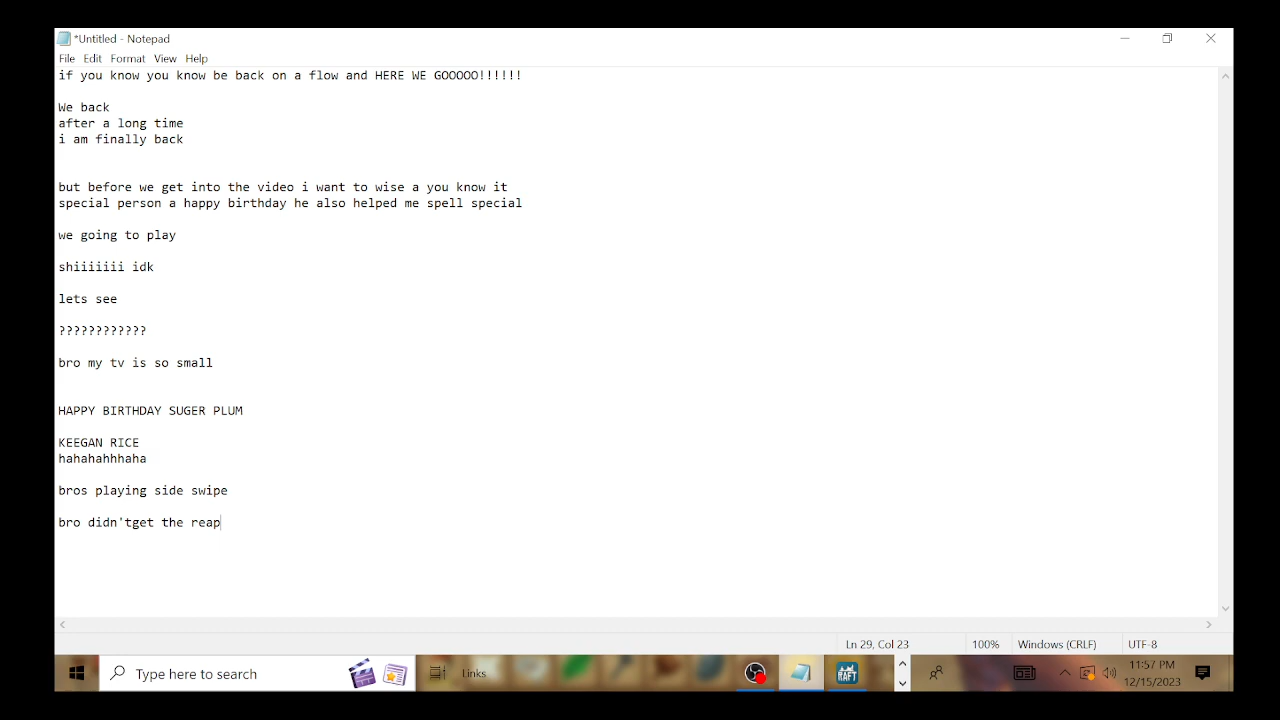 *Untitled - Notepad
File Edit Format View Help
if you know you know be back on a flow and HERE WE GOOOOO!!!!!!
We back
after a long time
i am finally back
but before we get into the video i want to wise a you know it
special person a happy birthday he also helped me spell special
we going to play
shiiiiiii idk
lets see
????????????
bro my tv is so small
HAPPY BIRTHDAY SUGER PLUM
KEEGAN RICE
hahahahhhaha
bros playing side swipe
bro didn'tget the reap
Ln 29, Col 23 100% Windows (CRLF) UTF-8
Type here to search Links RAFT 11:57 PM
12/15/2023